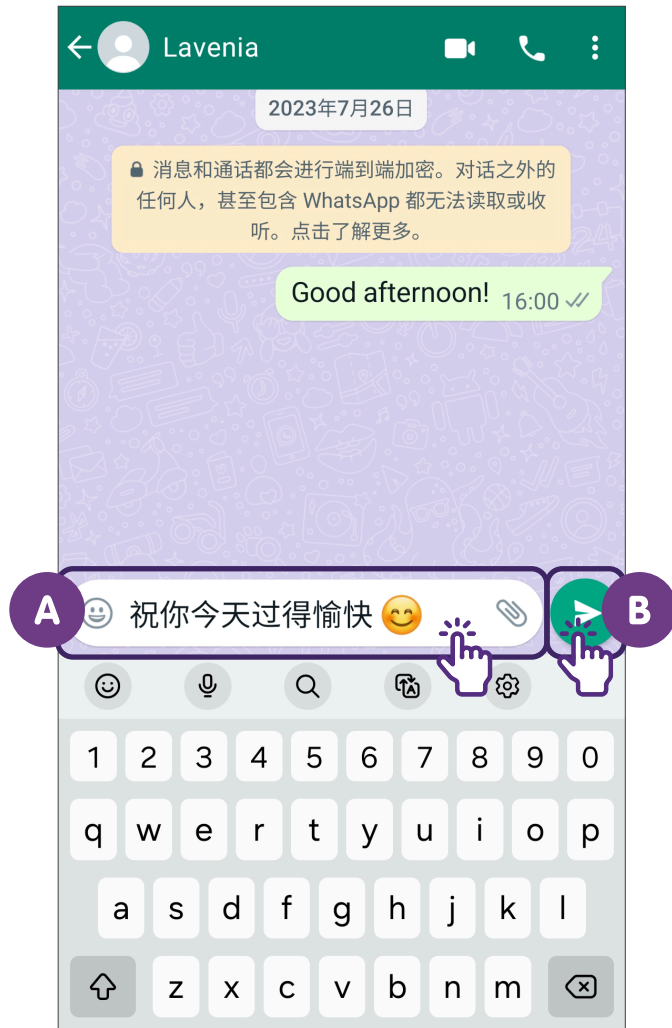 Lavenia
2023年7月26日
消息和通话都会进行端到端加密。对话之外的
任何人，甚至包含 WhatsApp 都无法读取或收
听。点击了解更多。
Good afternoon! 16:00
A 祝你今天过得愉快 😊 B
1 2 3 4 5 6 7 8 9 0
q w e r t y u i o p
a s d f g h j k l
z x c v b n m